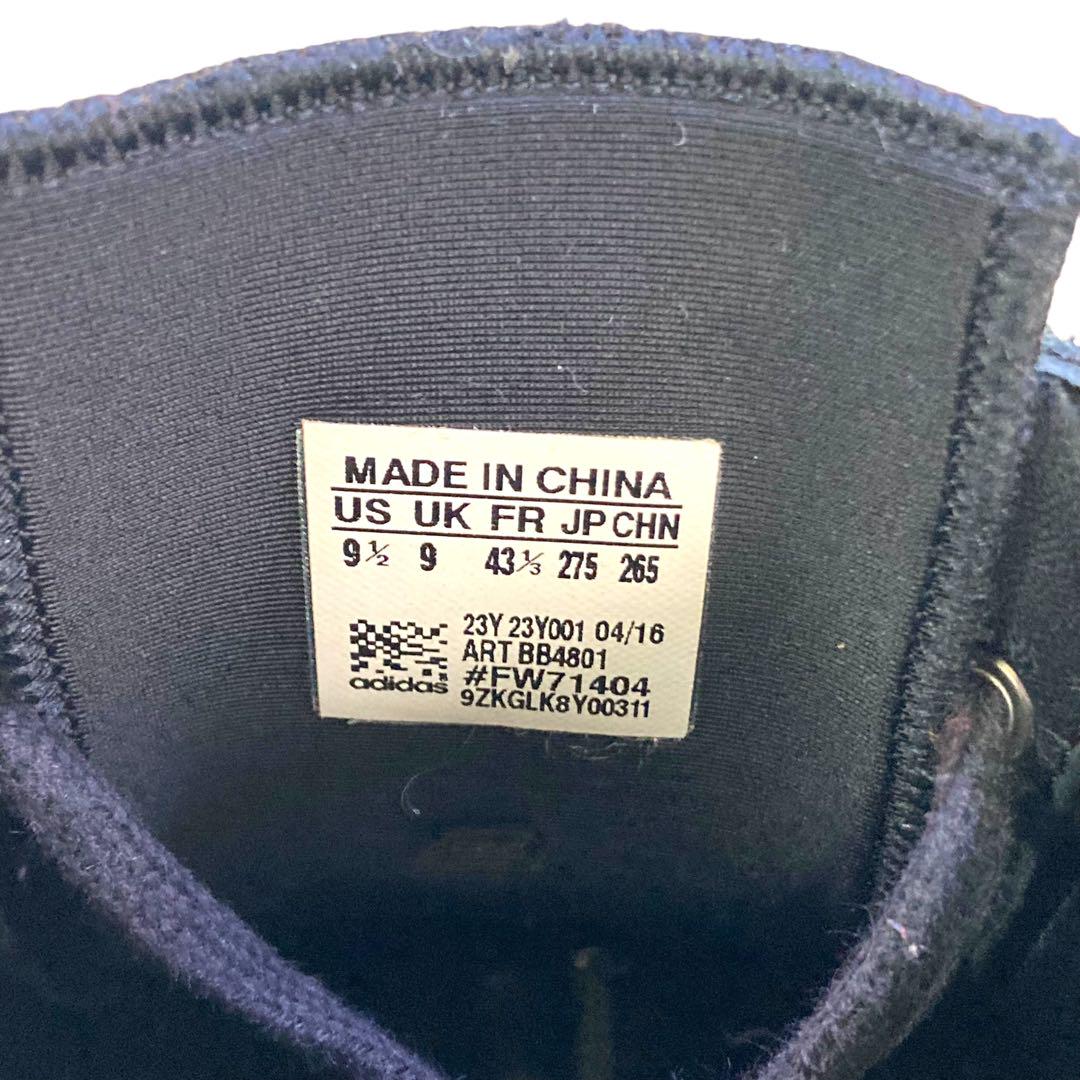 MADE IN CHINA
US UK FR JP CHN
9½ 9 43⅓ 275 265
23Y 23Y001 04/16
ART BB4801
adidas #FW71404
9ZKGLK8Y00311